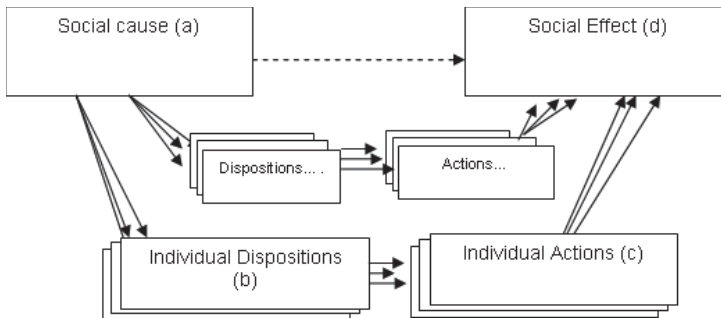 Social cause (a)
Social Effect (d)
Dispositions... .
Actions...
Individual Dispositions
(b)
Individual Actions (c)